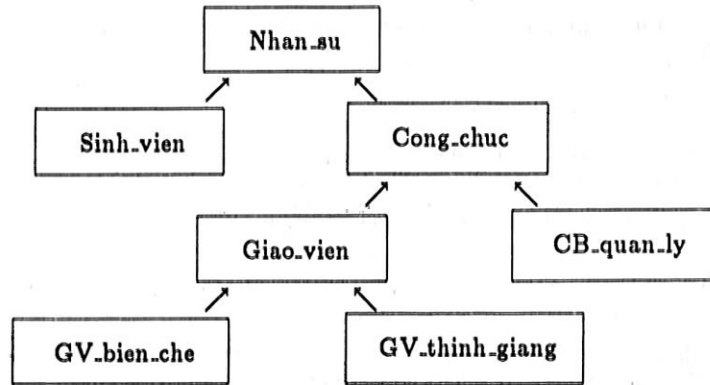 Nhan_su
Sinh_vien
Cong_chuc
Giao_vien
CB_quan_ly
GV_bien_che
GV_thinh_giang